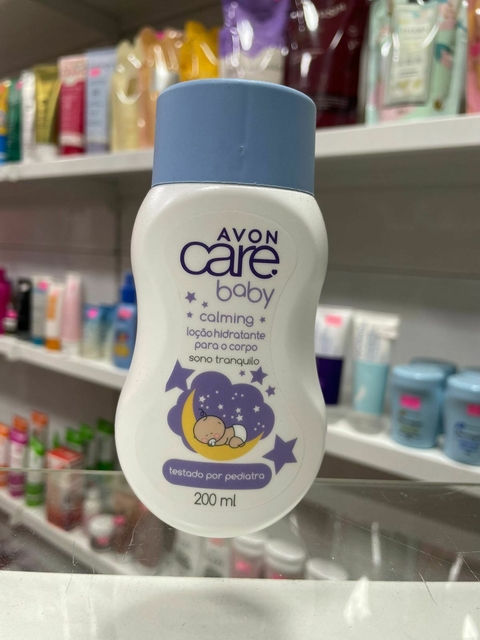 AVON
care
baby
calming
loção hidratante
para o corpo
sono tranquilo
testado por pediatra
200 ml